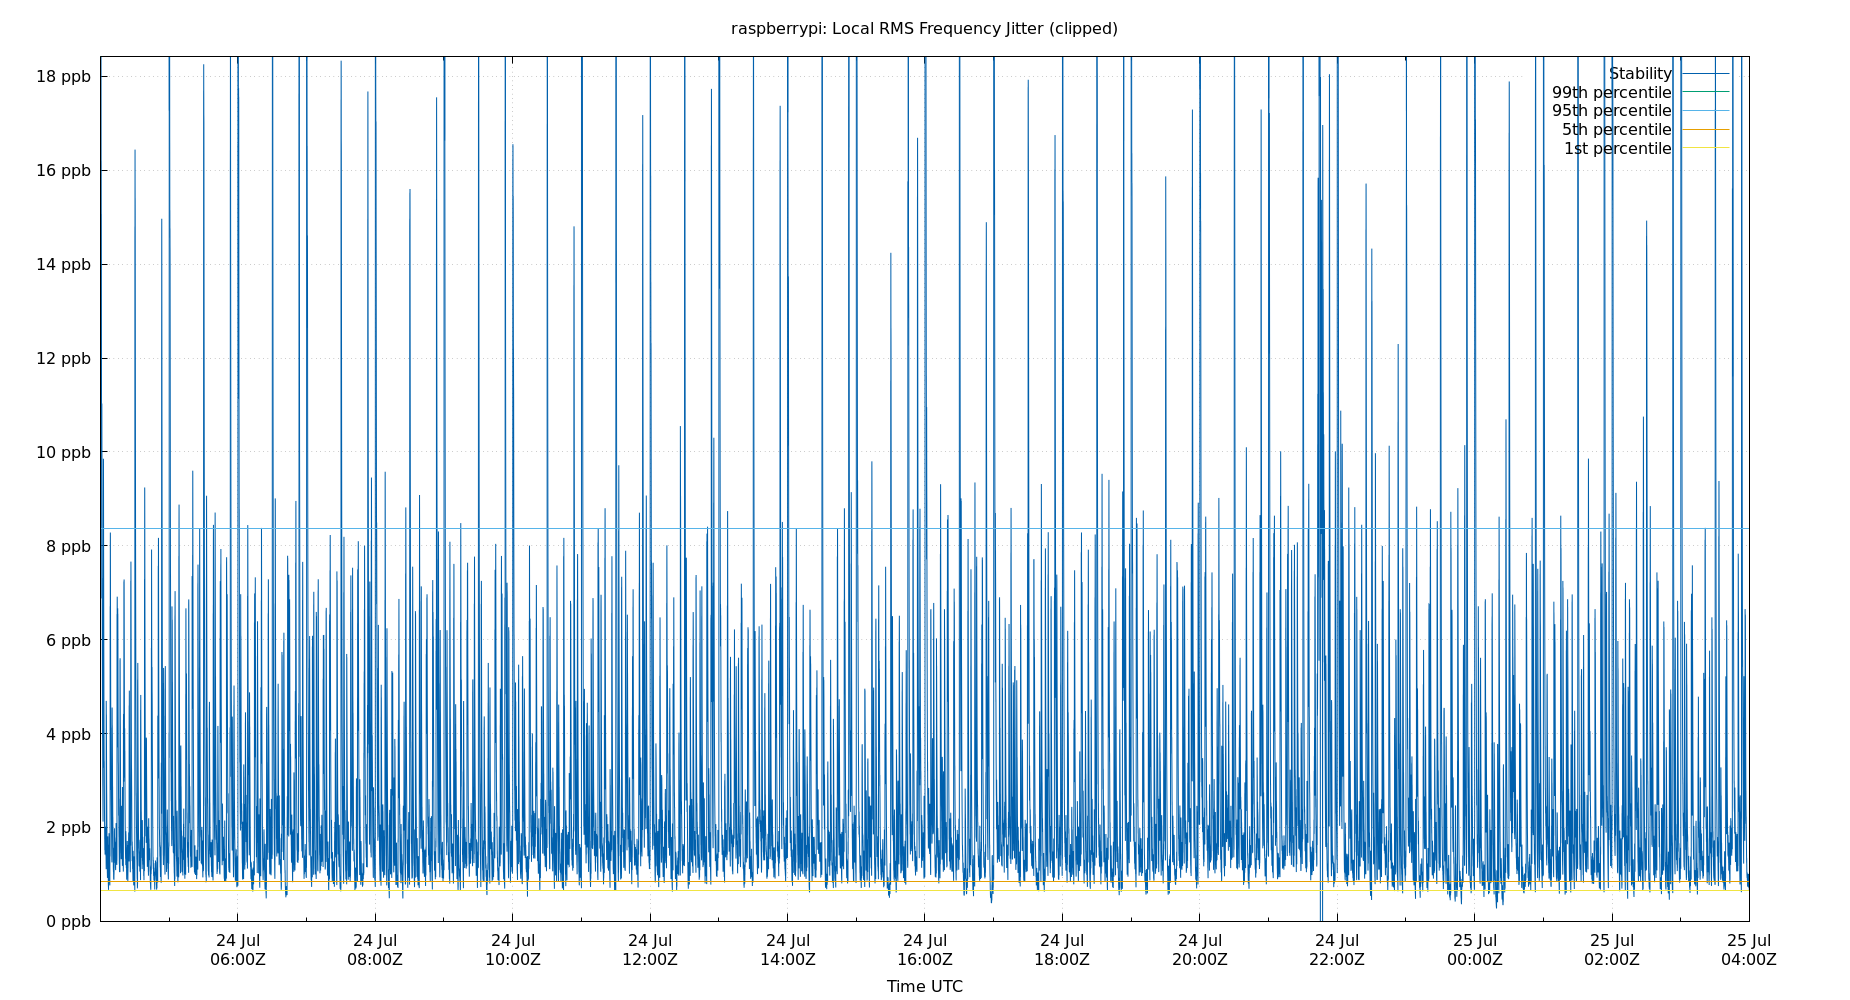 raspberrypi: Local RMS Frequency Jitter (clipped)
18 ppb
16 ppb
14 ppb
12 ppb
10 ppb
8 ppb
6 ppb
4 ppb
2 ppb
0 ppb
Stability
99th percentile
95th percentile
5th percentile
1st percentile
24 Jul 24 Jul 24 Jul 24 Jul 24 Jul 24 Jul 24 Jul 24 Jul 24 Jul 25 Jul 25 Jul 25 Jul
06:00Z 08:00Z 10:00Z 12:00Z 14:00Z 16:00Z 18:00Z 20:00Z 22:00Z 00:00Z 02:00Z 04:00Z
Time UTC